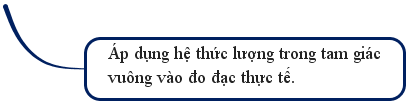 Áp dụng hệ thức lượng trong tam giác
vuông vào đo đạc thực tế.